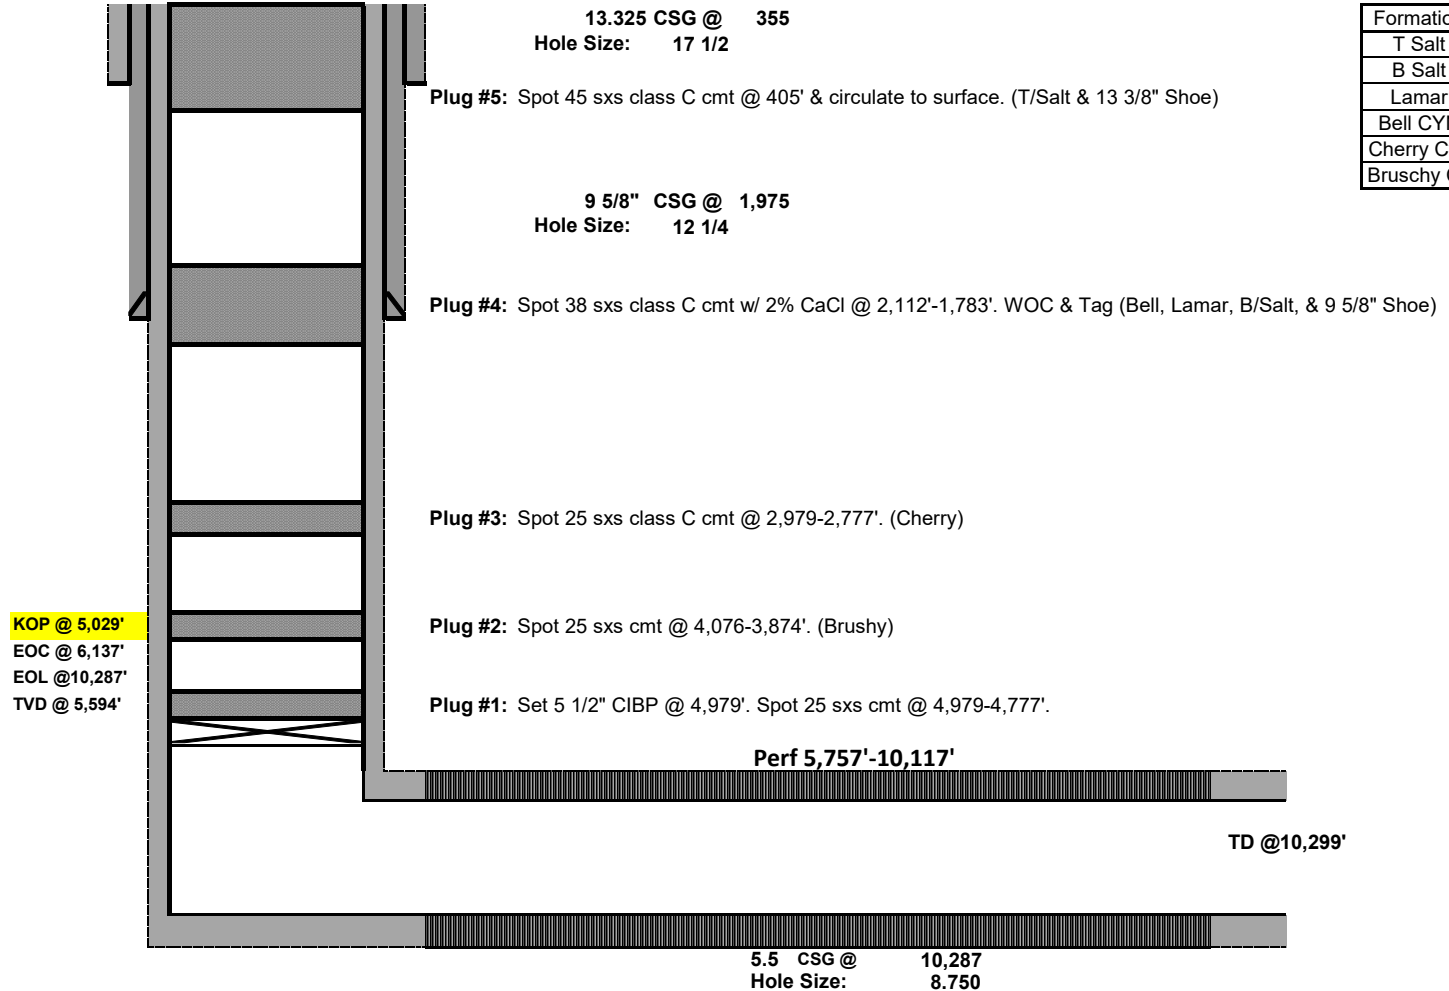 13.325 CSG @ 355
Hole Size: 17 1/2
Plug #5: Spot 45 sxs class C cmt @ 405' & circulate to surface. (T/Salt & 13 3/8" Shoe)
9 5/8" CSG @ 1,975
Hole Size: 12 1/4
Plug #4: Spot 38 sxs class C cmt w/ 2% CaCl @ 2,112'-1,783'. WOC & Tag (Bell, Lamar, B/Salt, & 9 5/8" Shoe)
Plug #3: Spot 25 sxs class C cmt @ 2,979-2,777'. (Cherry)
KOP @ 5,029'
EOC @ 6,137'
EOL @10,287'
TVD @ 5,594'
Plug #2: Spot 25 sxs cmt @ 4,076-3,874'. (Brushy)
Plug #1: Set 5 1/2" CIBP @ 4,979'. Spot 25 sxs cmt @ 4,979-4,777'.
Perf 5,757'-10,117'
TD @10,299'
5.5 CSG @ 10,287
Hole Size: 8.750
Formatio
T Salt
B Salt
Lamar
Bell CY
Cherry C
Bruschy